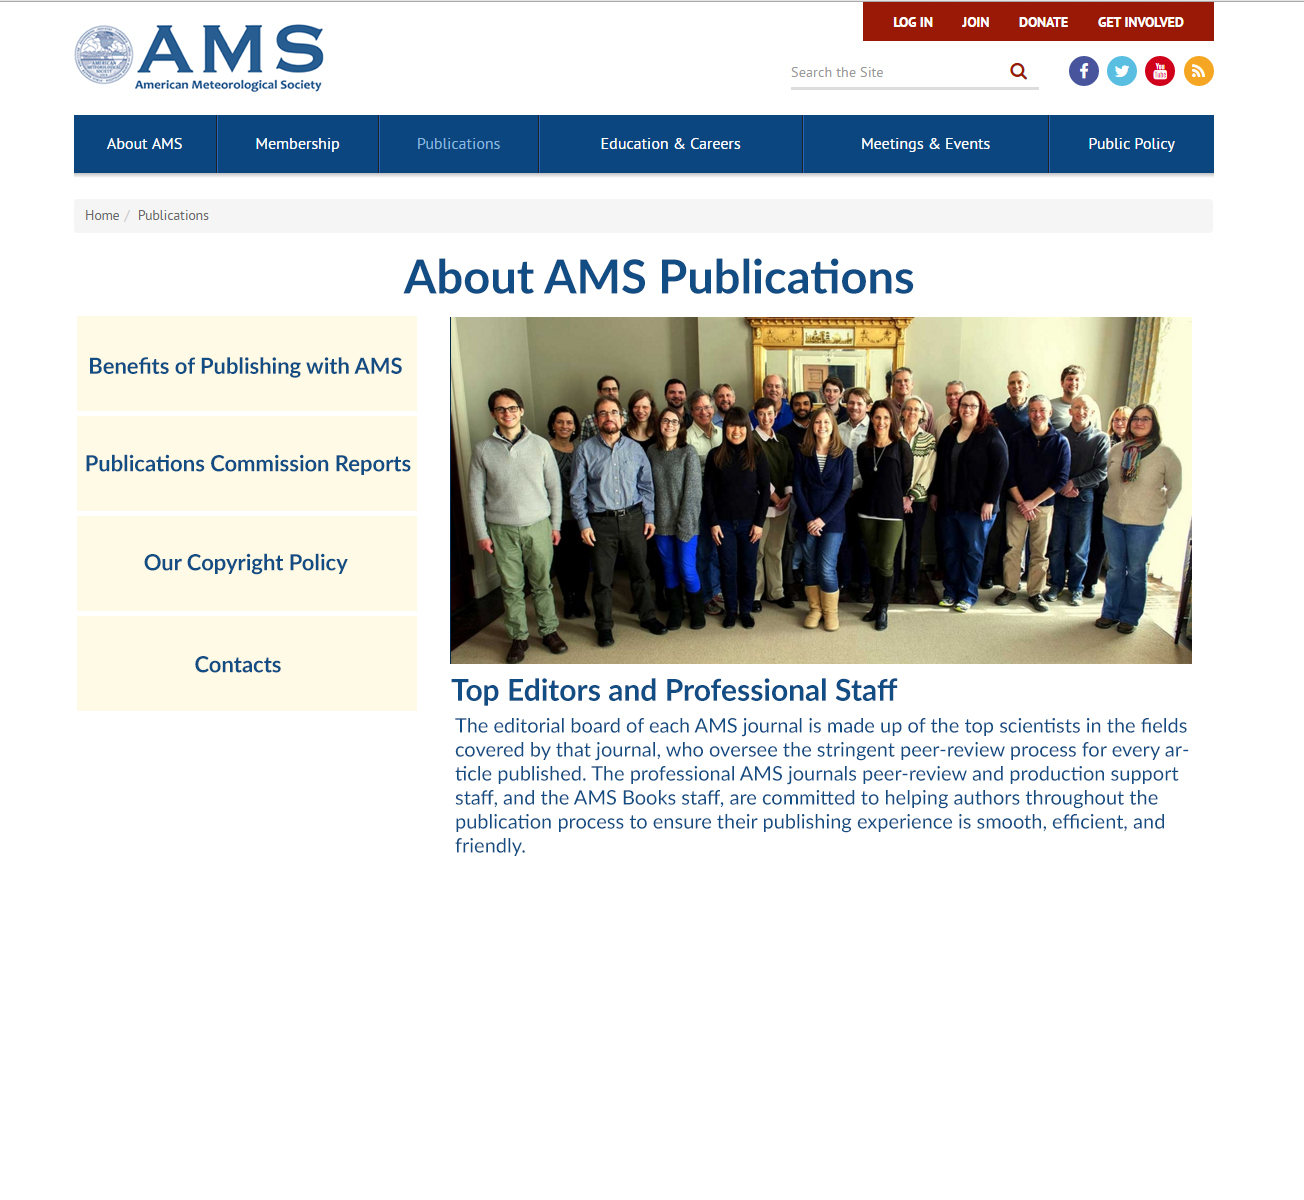 LOG IN JOIN DONATE GET INVOLVED
AMS
American Meteorological Society
Search the Site
About AMS Membership Publications Education & Careers Meetings & Events Public Policy
Home / Publications
About AMS Publications
Benefits of Publishing with AMS
Publications Commission Reports
Our Copyright Policy
Contacts
Top Editors and Professional Staff
The editorial board of each AMS journal is made up of the top scientists in the fields
covered by that journal, who oversee the stringent peer-review process for every ar-
ticle published. The professional AMS journals peer-review and production support
staff, and the AMS Books staff, are committed to helping authors throughout the
publication process to ensure their publishing experience is smooth, efficient, and
friendly.